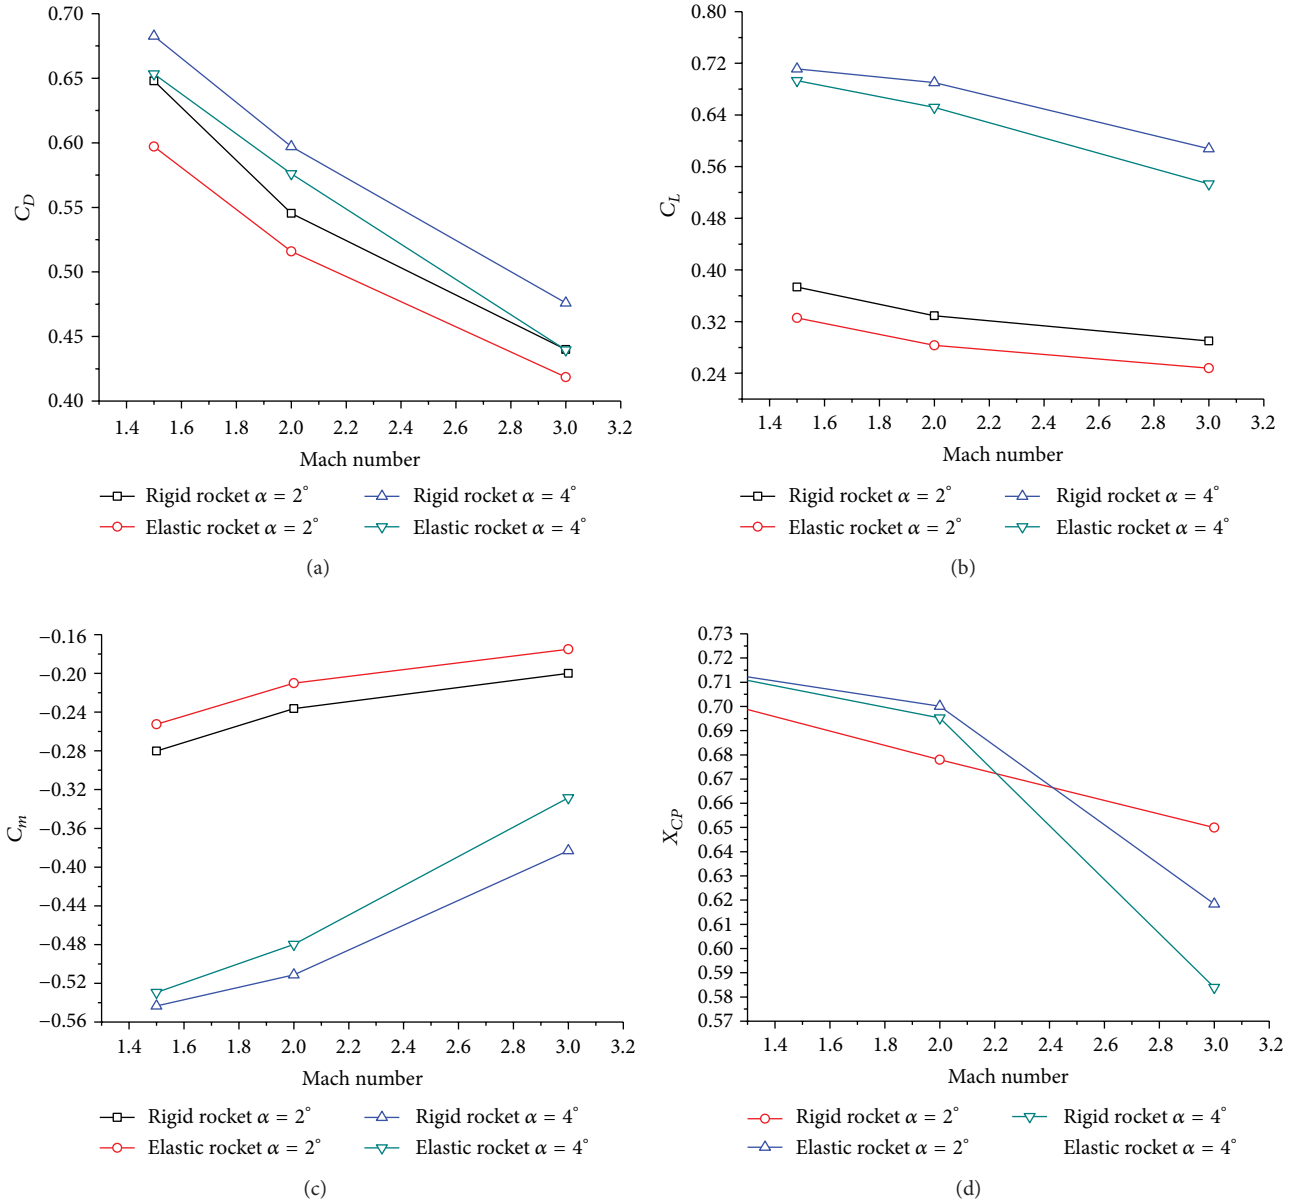 0.70
0.65
0.60
0.55
0.50
0.45
0.40
C_D
1.4 1.6 1.8 2.0 2.2 2.4 2.6 2.8 3.0 3.2
Mach number
Rigid rocket α = 2° Rigid rocket α = 4°
Elastic rocket α = 2° Elastic rocket α = 4°
(a)
0.80
0.72
0.64
0.56
0.48
0.40
0.32
0.24
C_L
1.4 1.6 1.8 2.0 2.2 2.4 2.6 2.8 3.0 3.2
Mach number
Rigid rocket α = 2° Rigid rocket α = 4°
Elastic rocket α = 2° Elastic rocket α = 4°
(b)
−0.16
−0.20
−0.24
−0.28
−0.32
−0.36
−0.40
−0.44
−0.48
−0.52
−0.56
C_m
1.4 1.6 1.8 2.0 2.2 2.4 2.6 2.8 3.0 3.2
Mach number
Rigid rocket α = 2° Rigid rocket α = 4°
Elastic rocket α = 2° Elastic rocket α = 4°
(c)
0.73
0.72
0.71
0.70
0.69
0.68
0.67
0.66
0.65
0.64
0.63
0.62
0.61
0.60
0.59
0.58
0.57
X_CP
1.4 1.6 1.8 2.0 2.2 2.4 2.6 2.8 3.0 3.2
Mach number
Rigid rocket α = 2° Rigid rocket α = 4°
Elastic rocket α = 2° Elastic rocket α = 4°
(d)